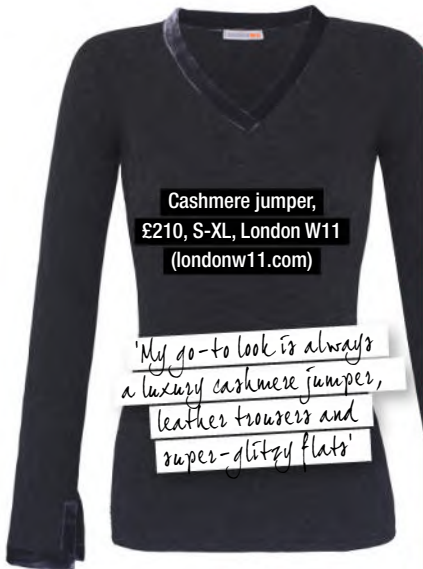 Cashmere jumper,
£210, S-XL, London W11
(londonw11.com)
'My go-to look is always
a luxury cashmere jumper,
leather trousers and
super-glitzy flats'